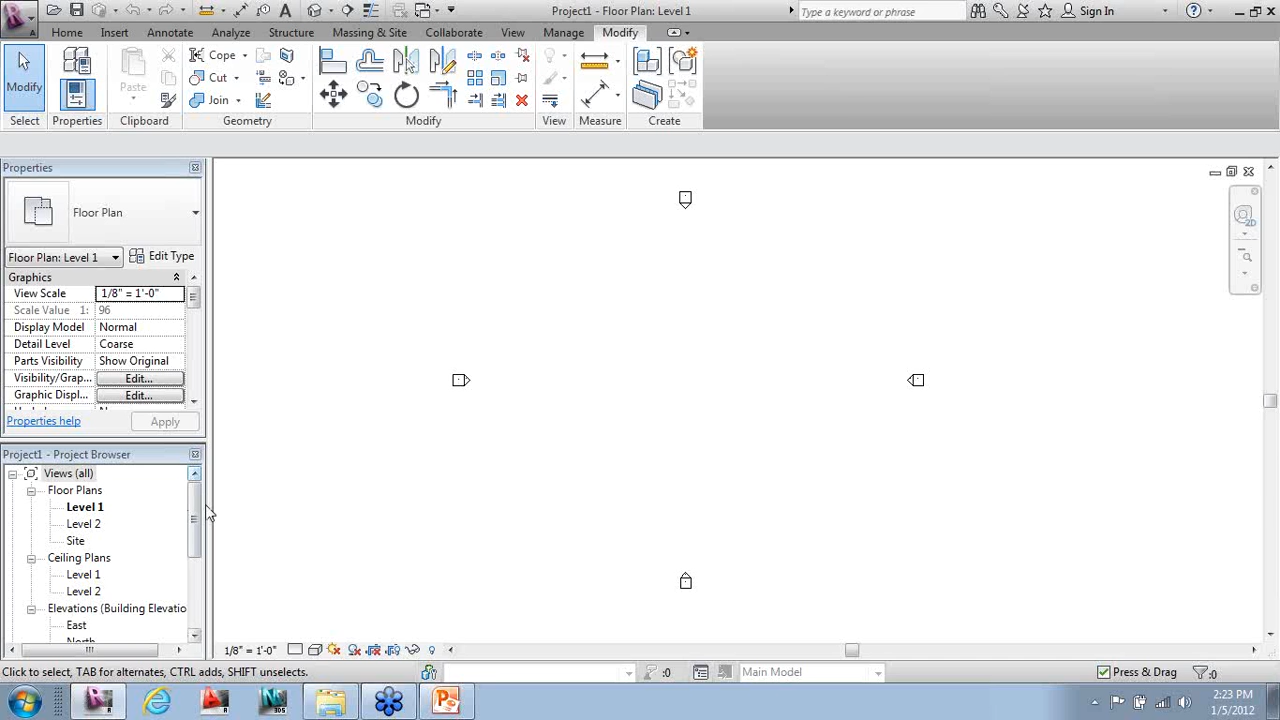 Project1 - Floor Plan: Level 1
Type a keyword or phrase
Sign In
Home
Insert
Annotate
Analyze
Structure
Massing & Site
Collaborate
View
Manage
Modify
Modify
Paste
Cope
Cut
Join
Select
Properties
Clipboard
Geometry
Modify
View
Measure
Create
Properties
Floor Plan
Floor Plan: Level 1
Edit Type
Graphics
View Scale 1/8" = 1'-0"
Scale Value 1: 96
Display Model Normal
Detail Level Coarse
Parts Visibility Show Original
Visibility/Grap... Edit...
Graphic Displ... Edit...
Properties help
Apply
Project1 - Project Browser
Views (all)
Floor Plans
Level 1
Level 2
Site
Ceiling Plans
Level 1
Level 2
Elevations (Building Elevatio
East
North
2D
1/8" = 1'-0"
Click to select, TAB for alternates, CTRL adds, SHIFT unselects.
:0
Main Model
Press & Drag
:0
2:23 PM
1/5/2012